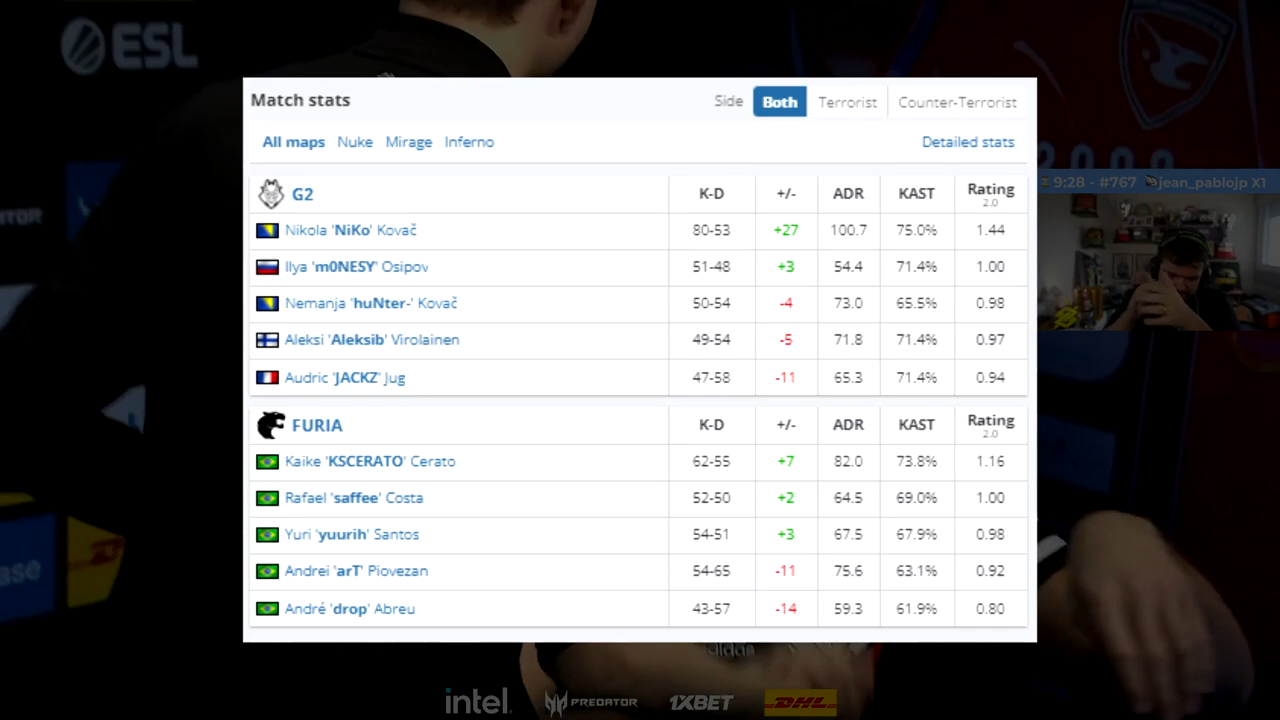 ESL
Match stats
Side Both Terrorist Counter-Terrorist
All maps Nuke Mirage Inferno Detailed stats
G2 K-D +/- ADR KAST Rating 2.0
Nikola 'NiKo' Kovač 80-53 +27 100.7 75.0% 1.44
Ilya 'm0NESY' Osipov 51-48 +3 54.4 71.4% 1.00
Nemanja 'huNter-' Kovač 50-54 -4 73.0 65.5% 0.98
Aleksi 'Aleksib' Virolainen 49-54 -5 71.8 71.4% 0.97
Audric 'JACKZ' Jug 47-58 -11 65.3 71.4% 0.94
FURIA K-D +/- ADR KAST Rating 2.0
Kaike 'KSCERATO' Cerato 62-55 +7 82.0 73.8% 1.16
Rafael 'saffee' Costa 52-50 +2 64.5 69.0% 1.00
Yuri 'yuurih' Santos 54-51 +3 67.5 67.9% 0.98
Andrei 'arT' Piovezan 54-65 -11 75.6 63.1% 0.92
André 'drop' Abreu 43-57 -14 59.3 61.9% 0.80
9:28 - #767 jean_pablojp X1
intel. PREDATOR 1XBET DHL